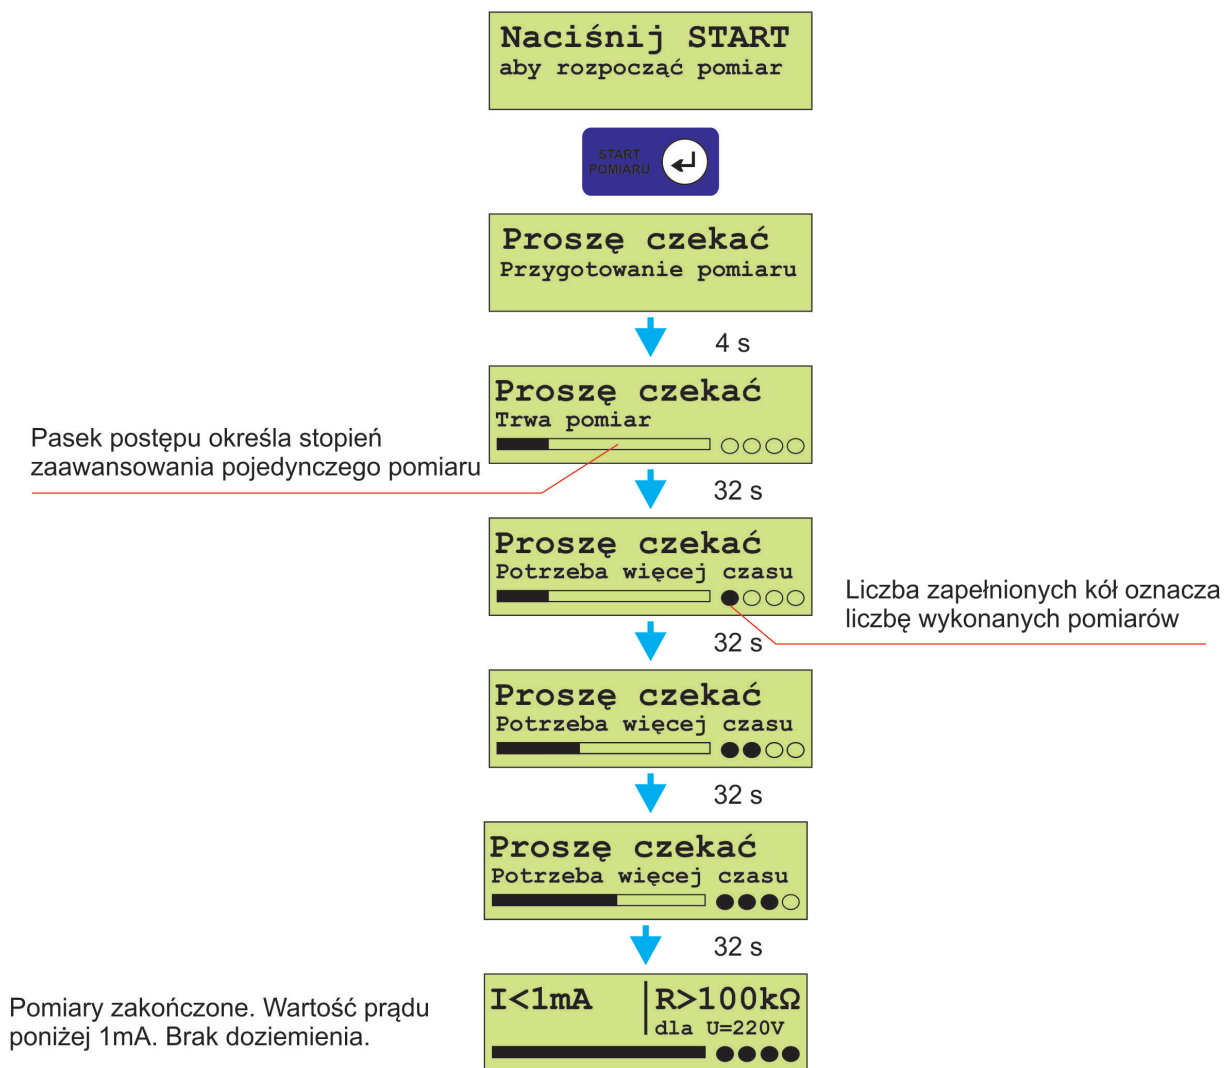 Naciśnij START
aby rozpocząć pomiar
START
POMIARU
Proszę czekać
Przygotowanie pomiaru
4 s
Proszę czekać
Trwa pomiar
Pasek postępu określa stopień
zaawansowania pojedynczego pomiaru
32 s
Proszę czekać
Potrzeba więcej czasu
Liczba zapełnionych kół oznacza
liczbę wykonanych pomiarów
32 s
Proszę czekać
Potrzeba więcej czasu
32 s
Proszę czekać
Potrzeba więcej czasu
32 s
I<1mA
R>100kΩ
dla U=220V
Pomiary zakończone. Wartość prądu
poniżej 1mA. Brak doziemienia.